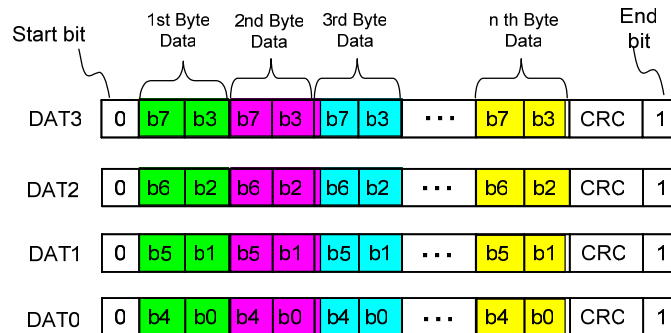 Start bit
1st Byte Data
2nd Byte Data
3rd Byte Data
n th Byte Data
End bit
DAT3 0 b7 b3 b7 b3 b7 b3 ... b7 b3 CRC 1
DAT2 0 b6 b2 b6 b2 b6 b2 ... b6 b2 CRC 1
DAT1 0 b5 b1 b5 b1 b5 b1 ... b5 b1 CRC 1
DAT0 0 b4 b0 b4 b0 b4 b0 ... b4 b0 CRC 1